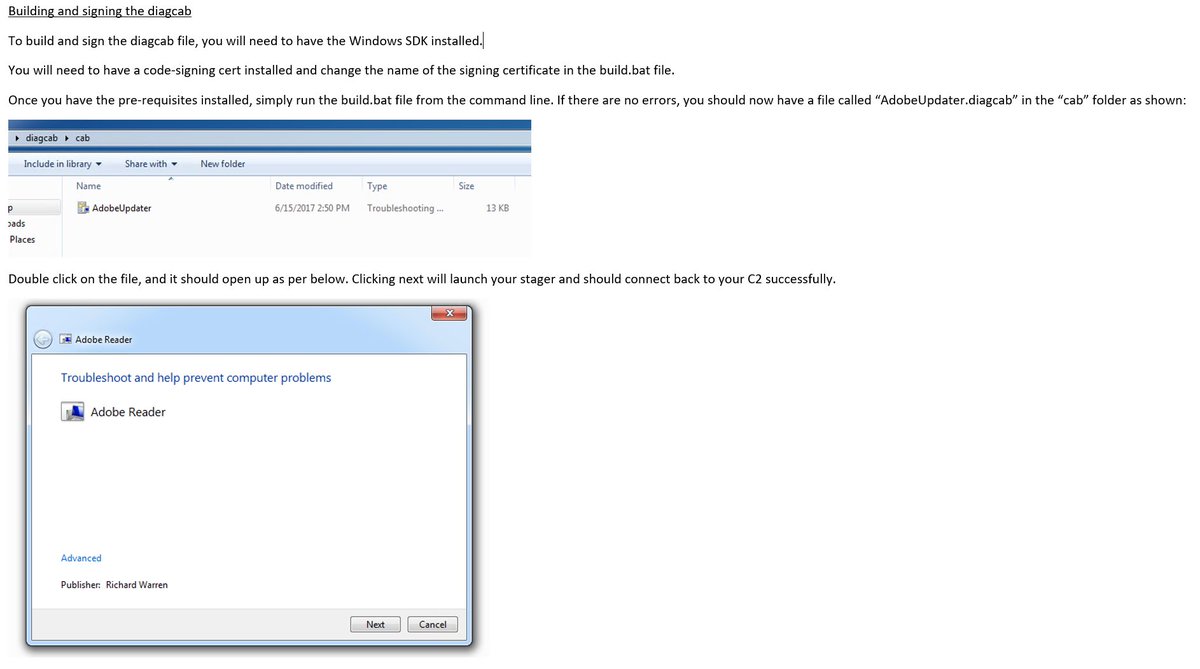 Building and signing the diagcab
To build and sign the diagcab file, you will need to have the Windows SDK installed.
You will need to have a code-signing cert installed and change the name of the signing certificate in the build.bat file.
Once you have the pre-requisites installed, simply run the build.bat file from the command line. If there are no errors, you should now have a file called “AdobeUpdater.diagcab” in the “cab” folder as shown:
diagcab cab
Include in library Share with New folder
Name Date modified Type Size
p AdobeUpdater 6/15/2017 2:50 PM Troubleshooting ... 13 KB
oads
Places
Double click on the file, and it should open up as per below. Clicking next will launch your stager and should connect back to your C2 successfully.
x
Adobe Reader
Troubleshoot and help prevent computer problems
Adobe Reader
Advanced
Publisher: Richard Warren
Next Cancel